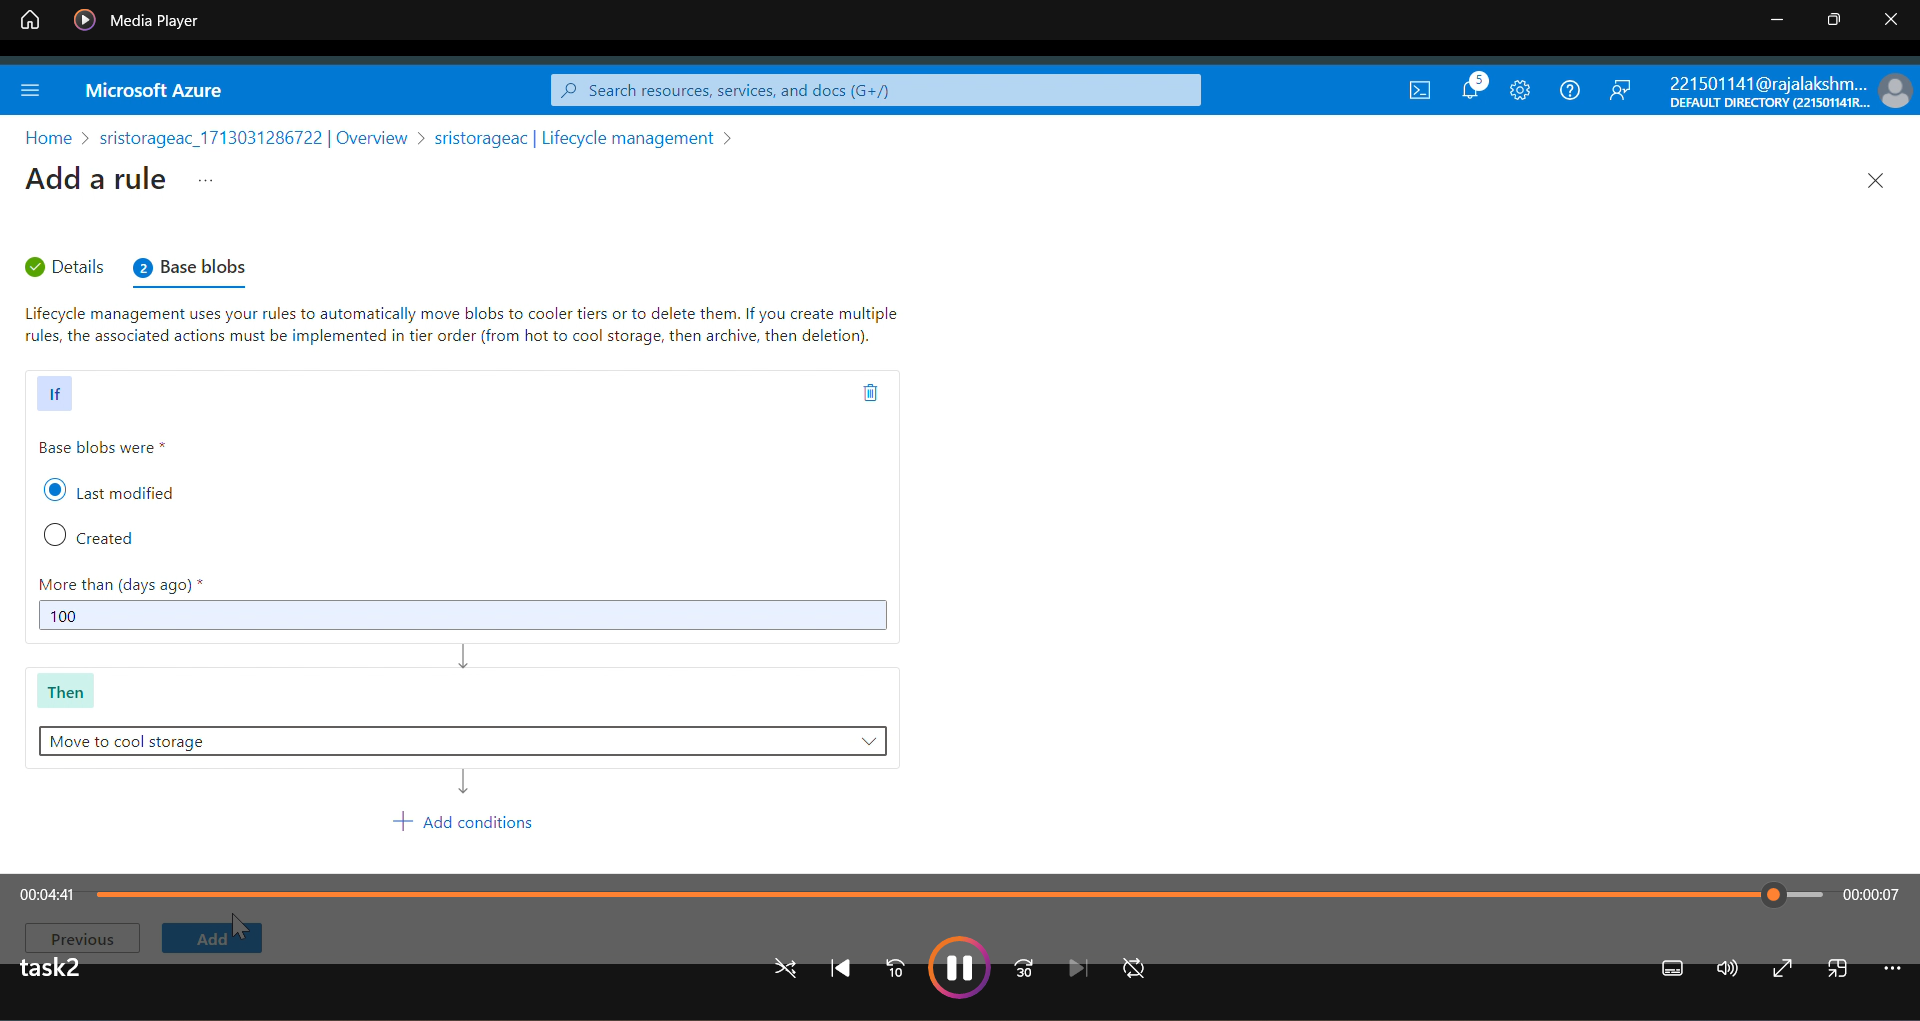 Media Player
Microsoft Azure
Search resources, services, and docs (G+/)
5
221501141@rajalakshm...
DEFAULT DIRECTORY (221501141R...
Home > sristorageac_1713031286722 | Overview > sristorageac | Lifecycle management >
Add a rule ...
Details
2 Base blobs
Lifecycle management uses your rules to automatically move blobs to cooler tiers or to delete them. If you create multiple
rules, the associated actions must be implemented in tier order (from hot to cool storage, then archive, then deletion).
If
Base blobs were *
Last modified
Created
More than (days ago) *
100
Then
Move to cool storage
Add conditions
00:04:41
00:00:07
Previous
Add
task2
10
30